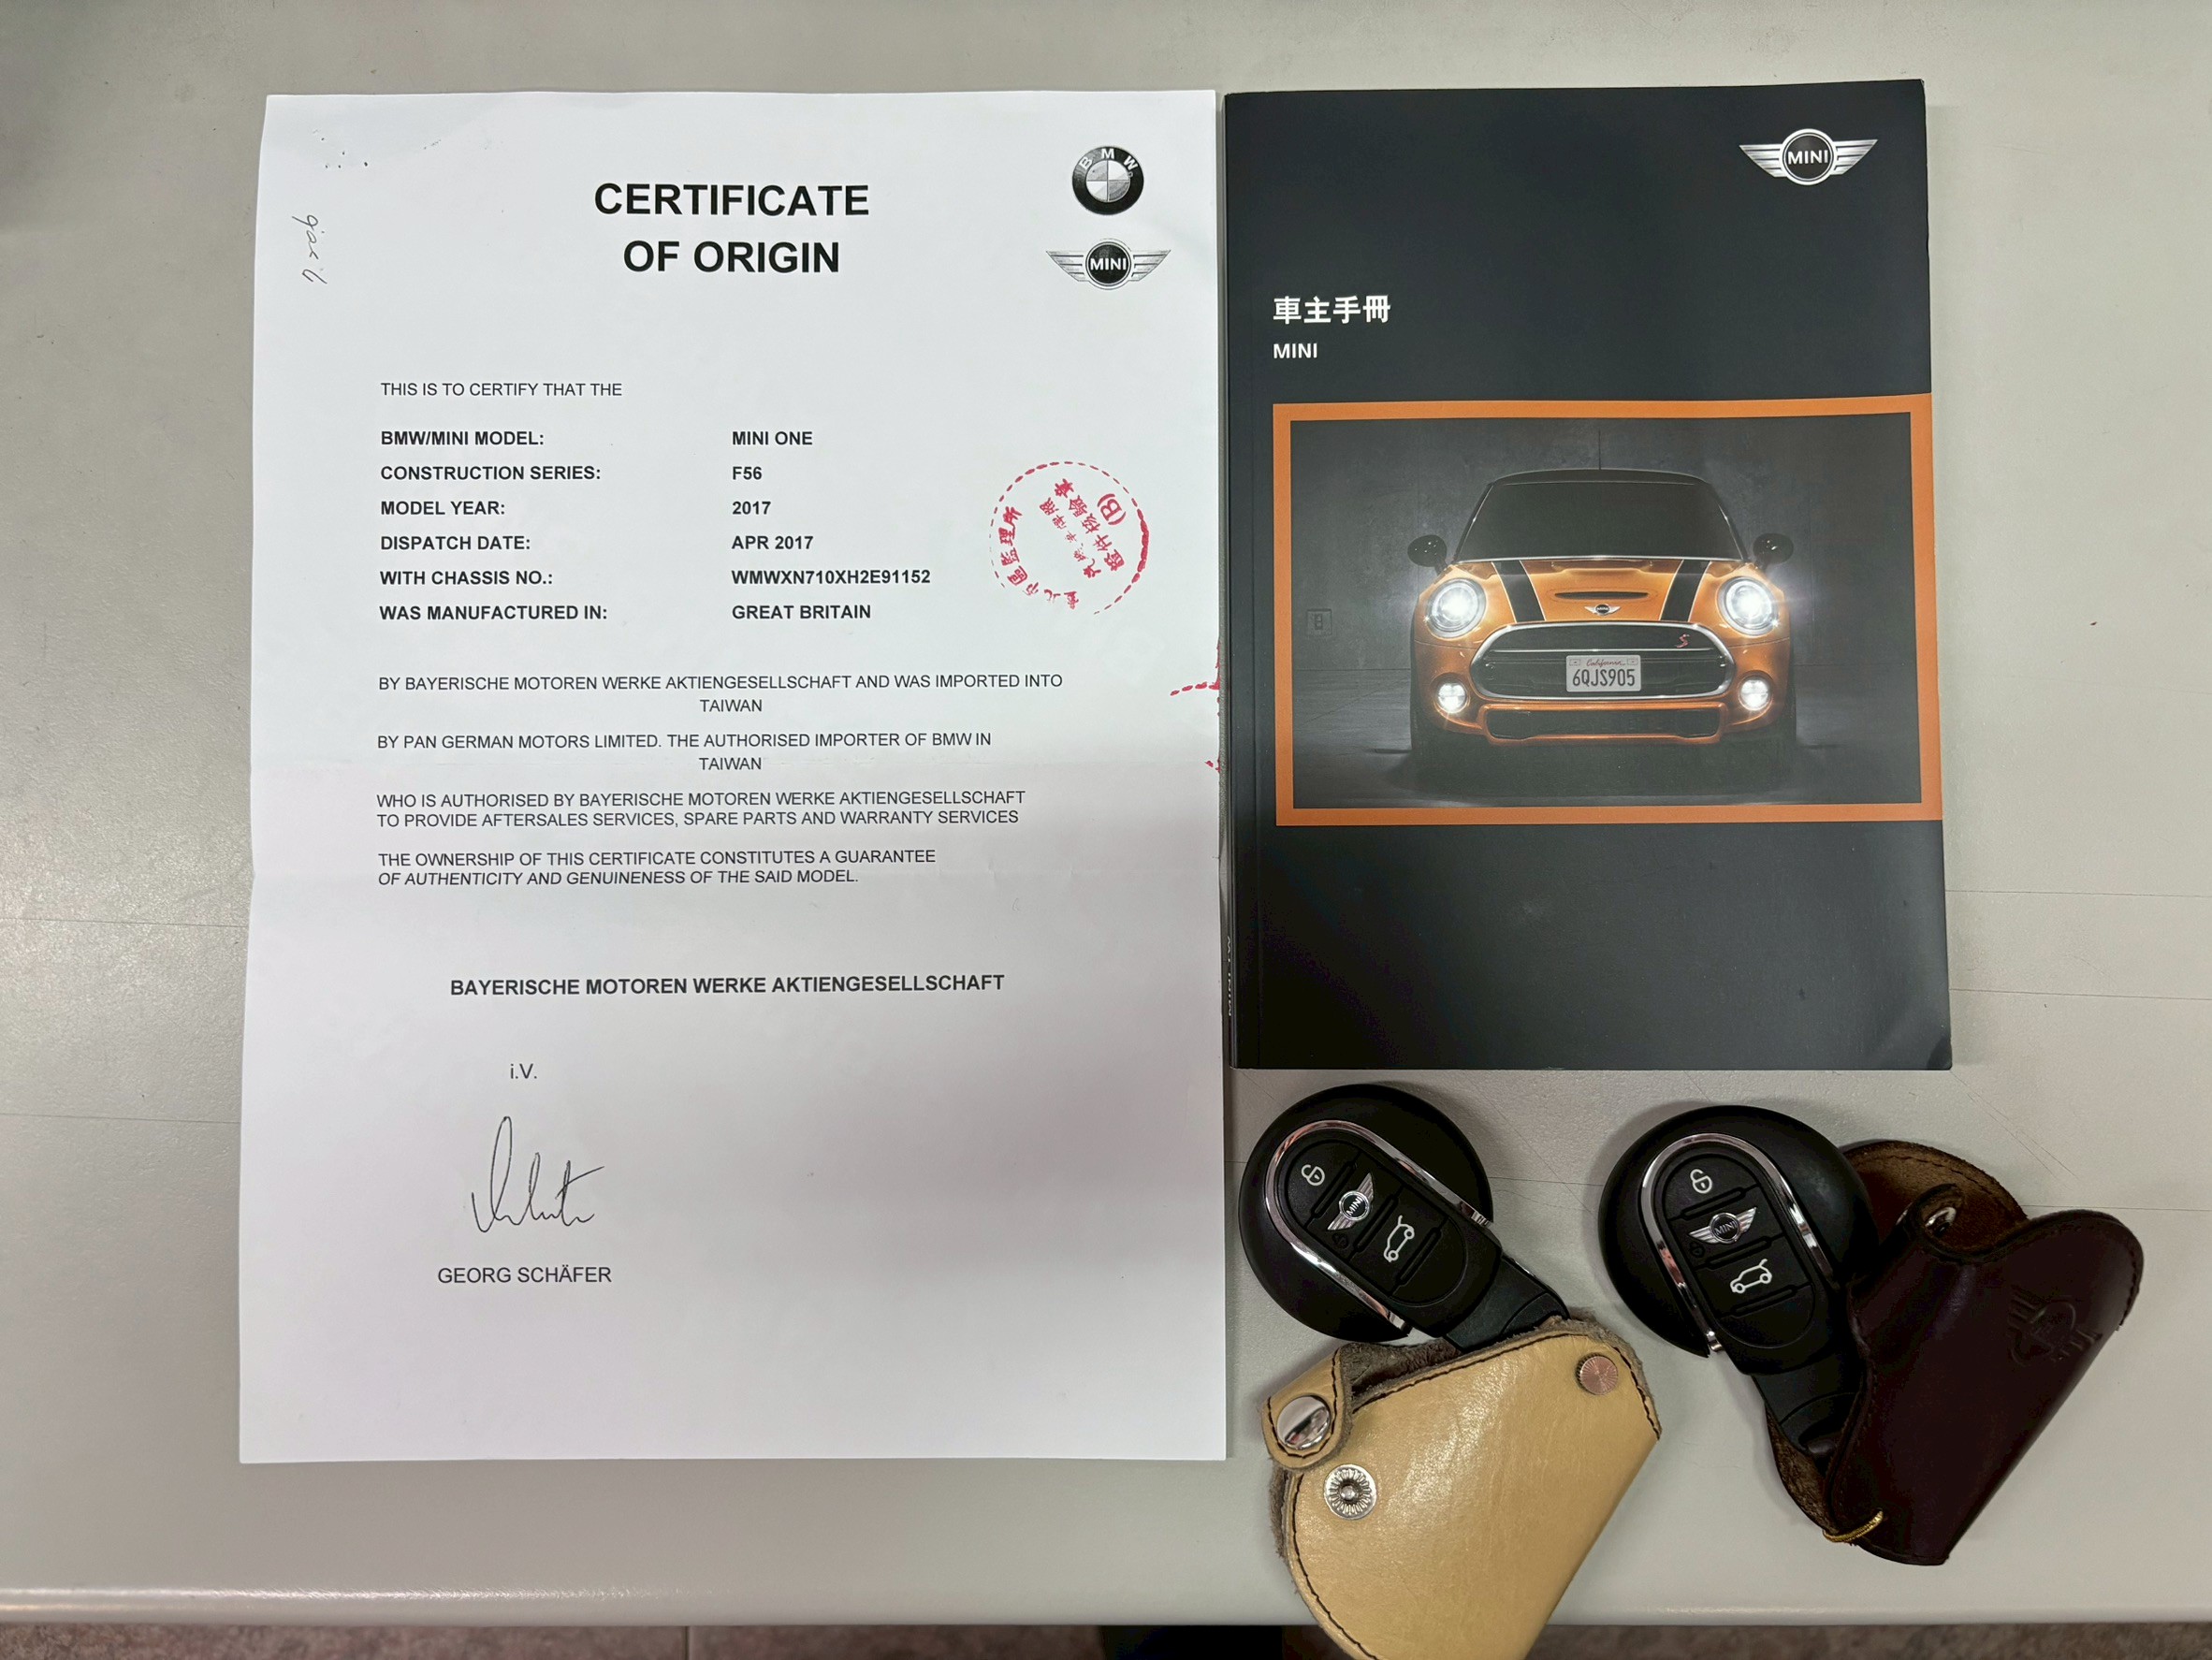 CERTIFICATE
OF ORIGIN
BMW
MINI
THIS IS TO CERTIFY THAT THE
BMW/MINI MODEL: MINI ONE
CONSTRUCTION SERIES: F56
MODEL YEAR: 2017
DISPATCH DATE: APR 2017
WITH CHASSIS NO.: WMWXN710XH2E91152
WAS MANUFACTURED IN: GREAT BRITAIN
BY BAYERISCHE MOTOREN WERKE AKTIENGESELLSCHAFT AND WAS IMPORTED INTO
TAIWAN
BY PAN GERMAN MOTORS LIMITED. THE AUTHORISED IMPORTER OF BMW IN
TAIWAN
WHO IS AUTHORISED BY BAYERISCHE MOTOREN WERKE AKTIENGESELLSCHAFT
TO PROVIDE AFTERSALES SERVICES, SPARE PARTS AND WARRANTY SERVICES
THE OWNERSHIP OF THIS CERTIFICATE CONSTITUTES A GUARANTEE
OF AUTHENTICITY AND GENUINENESS OF THE SAID MODEL.
BAYERISCHE MOTOREN WERKE AKTIENGESELLSCHAFT
i.V.
GEORG SCHÄFER
(B)
MINI
車主手冊
MINI
S
California
6QJS905
MINI
MINI